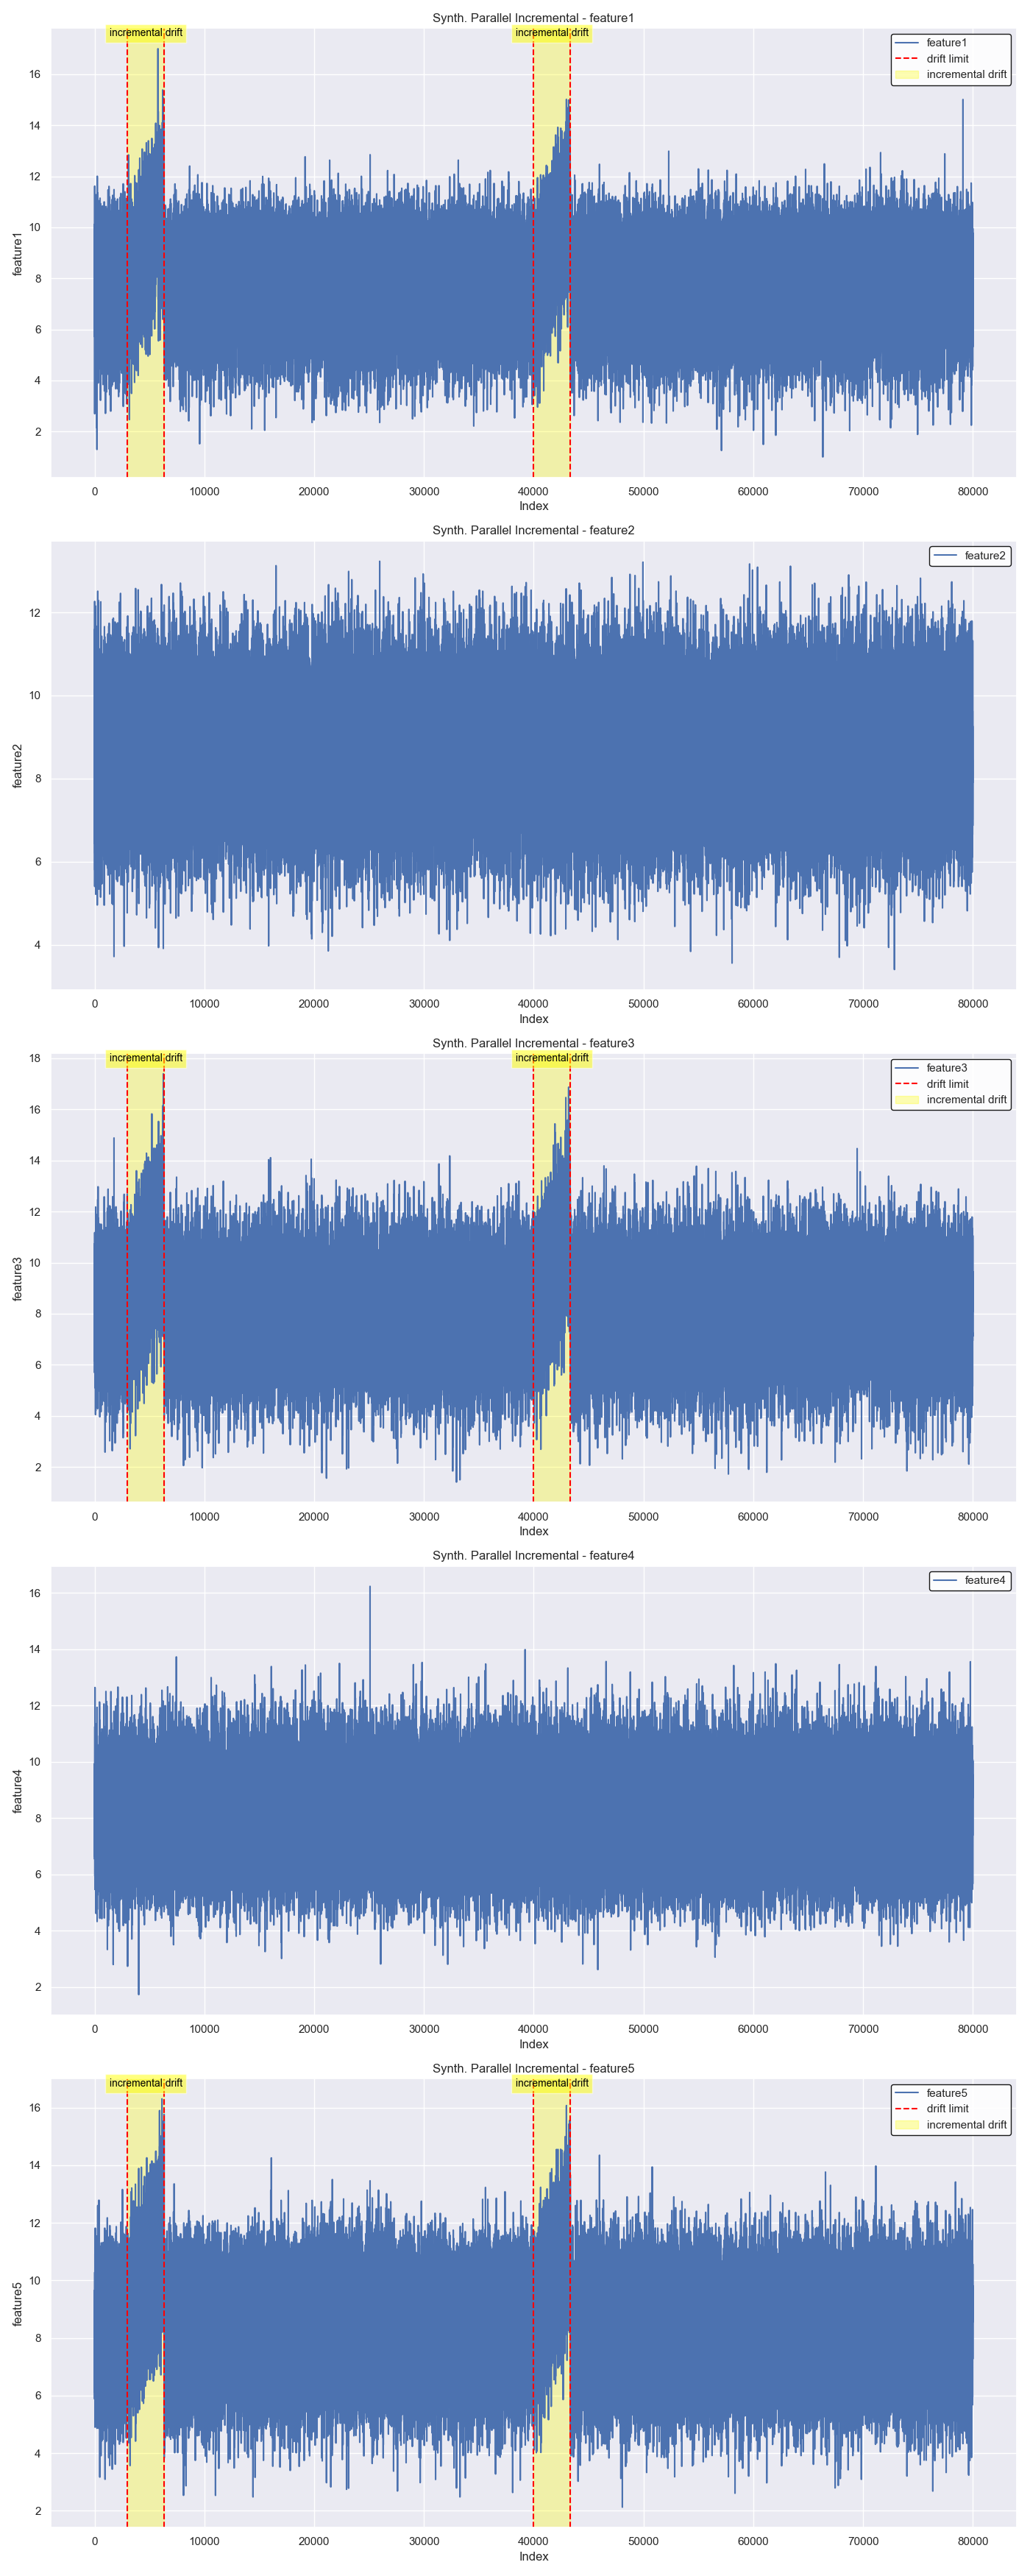 Synth. Parallel Incremental - feature1
incremental drift
incremental drift
feature1
drift limit
incremental drift
16
14
12
10
8
6
4
2
feature1
0
10000
20000
30000
40000
50000
60000
70000
80000
Index
Synth. Parallel Incremental - feature2
feature2
12
10
8
6
4
feature2
0
10000
20000
30000
40000
50000
60000
70000
80000
Index
Synth. Parallel Incremental - feature3
incremental drift
incremental drift
feature3
drift limit
incremental drift
18
16
14
12
10
8
6
4
2
feature3
0
10000
20000
30000
40000
50000
60000
70000
80000
Index
Synth. Parallel Incremental - feature4
feature4
16
14
12
10
8
6
4
2
feature4
0
10000
20000
30000
40000
50000
60000
70000
80000
Index
Synth. Parallel Incremental - feature5
incremental drift
incremental drift
feature5
drift limit
incremental drift
16
14
12
10
8
6
4
2
feature5
0
10000
20000
30000
40000
50000
60000
70000
80000
Index